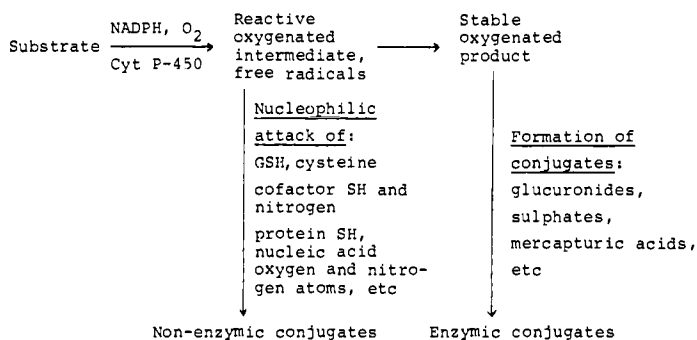 Substrate
NADPH, O2
Cyt P-450
Reactive
oxygenated
intermediate,
free radicals
Stable
oxygenated
product
Nucleophilic
attack of:
GSH, cysteine
cofactor SH and
nitrogen
protein SH,
nucleic acid
oxygen and nitro-
gen atoms, etc
Non-enzymic conjugates
Formation of
conjugates:
glucuronides,
sulphates,
mercapturic acids,
etc
Enzymic conjugates